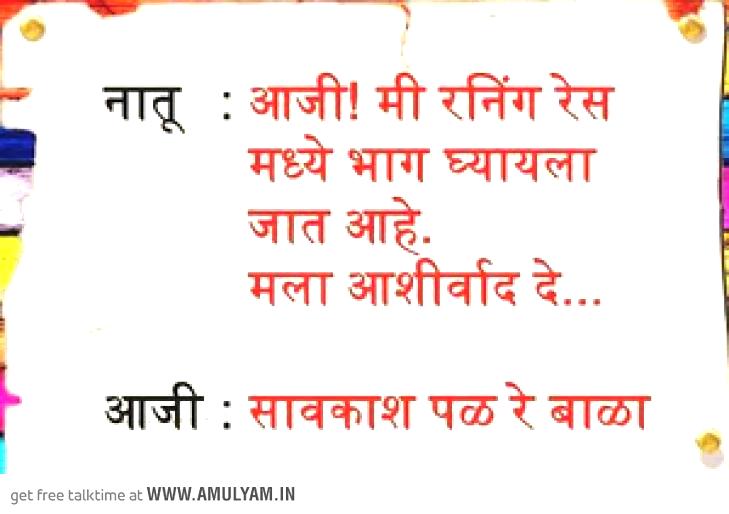 नातू : आजी! मी रनिंग रेस
मध्ये भाग घ्यायला
जात आहे.
मला आशीर्वाद दे...
आजी : सावकाश पळ रे बाळा
get free talktime at WWW.AMULYAM.IN